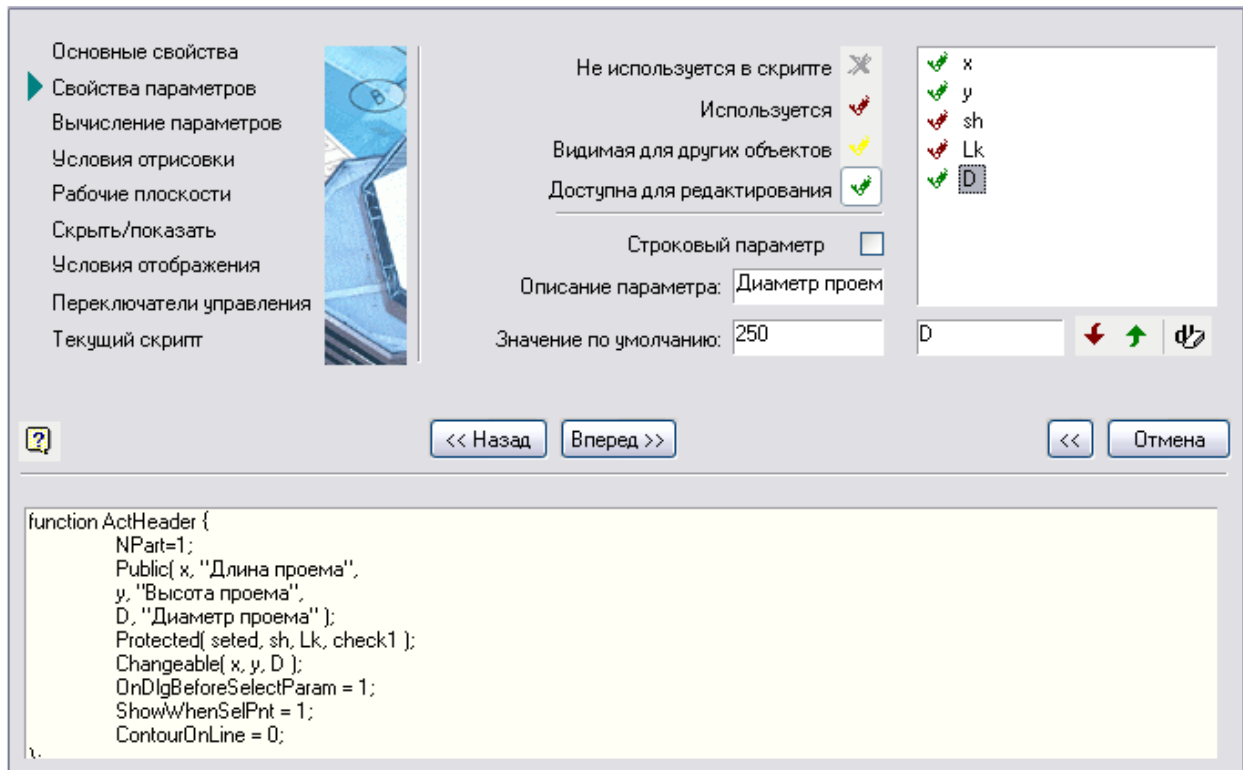 Основные свойства
Свойства параметров
Вычисление параметров
Условия отрисовки
Рабочие плоскости
Скрыть/показать
Условия отображения
Переключатели управления
Текущий скрипт
B
Не используется в скрипте
Используется
Видимая для других объектов
Доступна для редактирования
Строковый параметр
Описание параметра: Диаметр проем
Значение по умолчанию: 250
x
y
sh
Lk
D
D
<< Назад
Вперед >>
<<
Отмена
function ActHeader {
NPart=1;
Public( x, "Длина проема",
y, "Высота проема",
D, "Диаметр проема" );
Protected( seted, sh, Lk, check1 );
Changeable( x, y, D );
OnDlgBeforeSelectParam = 1;
ShowWhenSelPnt = 1;
ContourOnLine = 0;